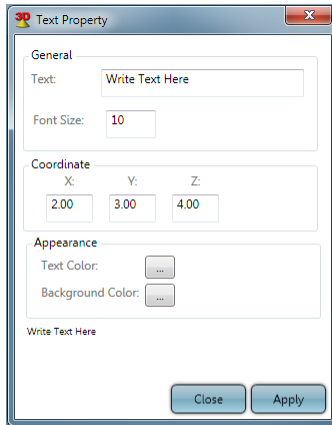 3D Text Property
X
General
Text: Write Text Here
Font Size: 10
Coordinate
X: Y: Z:
2.00 3.00 4.00
Appearance
Text Color: ...
Background Color: ...
Write Text Here
Close Apply